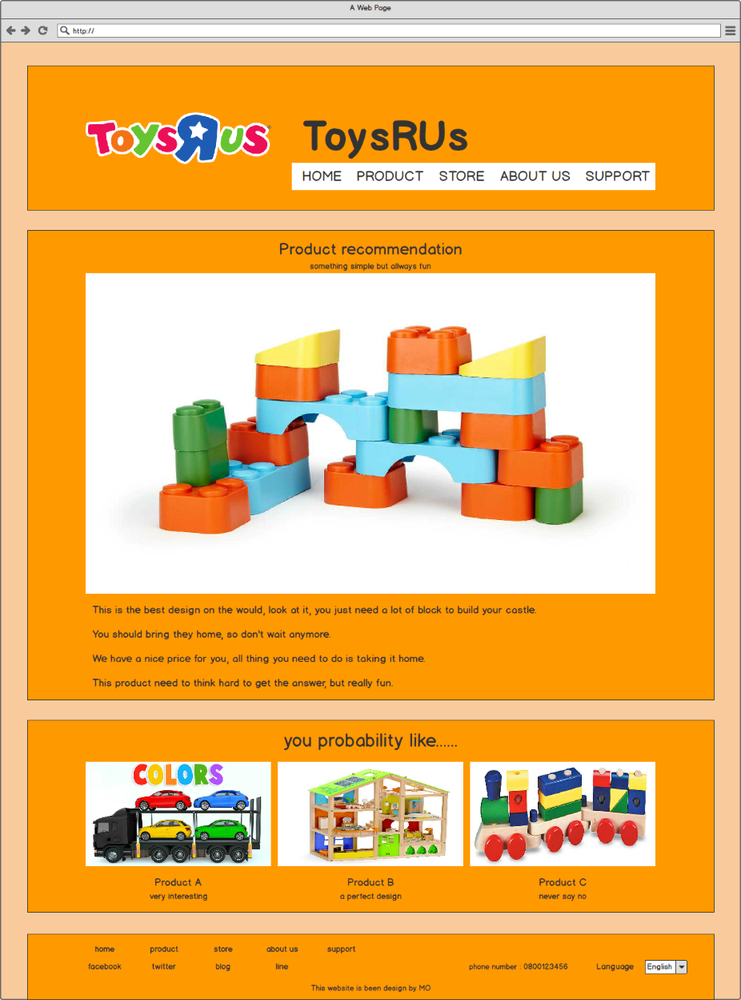 A Web Page
http://
TOYSRUS
ToysRUs
HOME PRODUCT STORE ABOUT US SUPPORT
Product recommendation
something simple but allways fun
This is the best design on the would, look at it, you just need a lot of block to build your castle.
You should bring they home, so don't wait anymore.
We have a nice price for you, all thing you need to do is taking it home.
This product need to think hard to get the answer, but really fun.
you probability like......
COLORS
Product A
very interesting
Product B
a perfect design
Product C
never say no
home product store about us support
facebook twitter blog line
phone number : 0800123456 Language English
This website is been design by MO